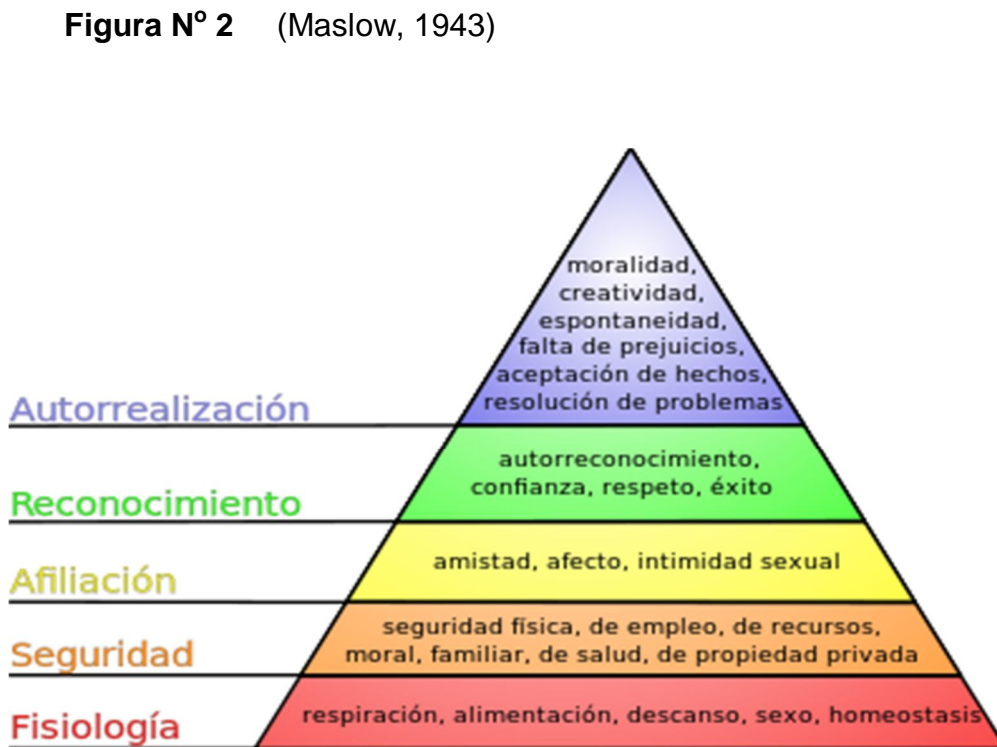 Figura Nº 2 (Maslow, 1943)
moralidad,
creatividad,
espontaneidad,
falta de prejuicios,
aceptación de hechos,
resolución de problemas
Autorrealización
autorreconocimiento,
confianza, respeto, éxito
Reconocimiento
amistad, afecto, intimidad sexual
Afiliación
seguridad física, de empleo, de recursos,
moral, familiar, de salud, de propiedad privada
Seguridad
respiración, alimentación, descanso, sexo, homeostasis
Fisiología